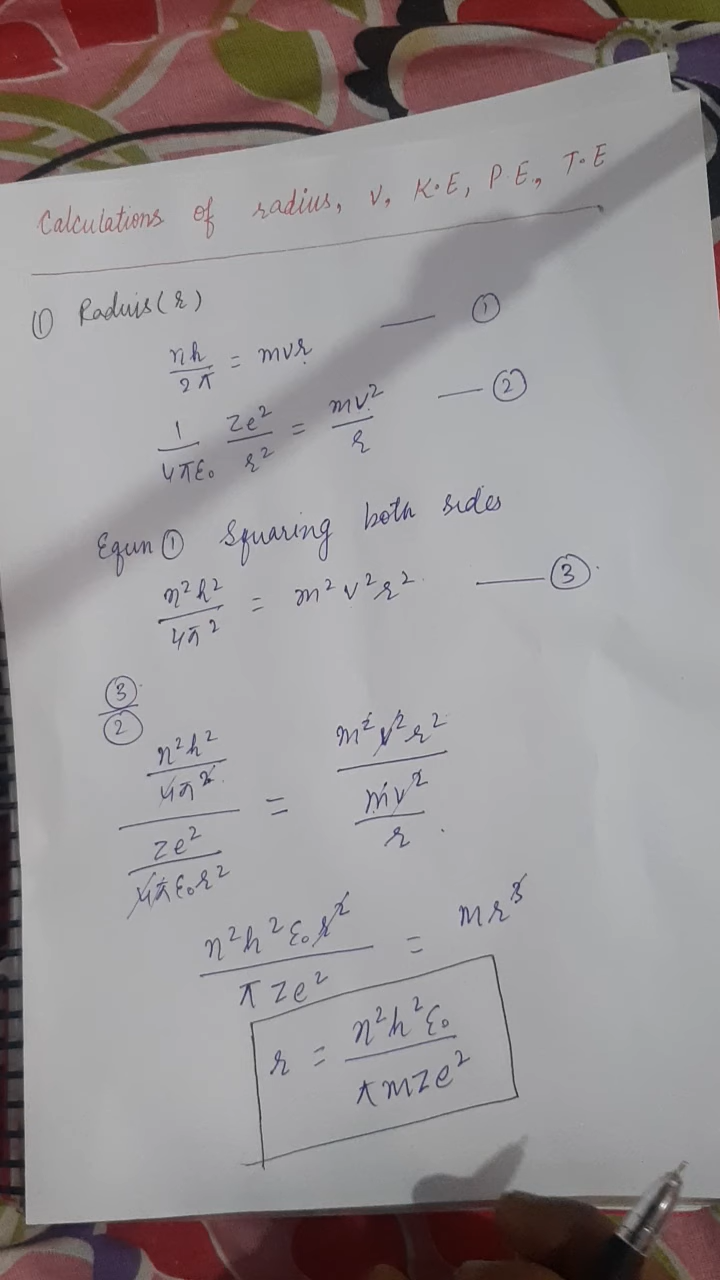 Calculations of radius, v, K.E, P.E., T.E
① Raduis(r)
nh/2π = mvr — ①
1/4πε₀ Ze²/r² = mv²/r — ②
Equn ① Squaring both sides
n²h²/4π² = m²v²r² — ③
③/②
(n²h²/4π²)/(Ze²/4πε₀r²) = (m²v²r²)/(mv²/r)
n²h²ε₀r²/πze² = mr³
r = n²h²ε₀/πmze²